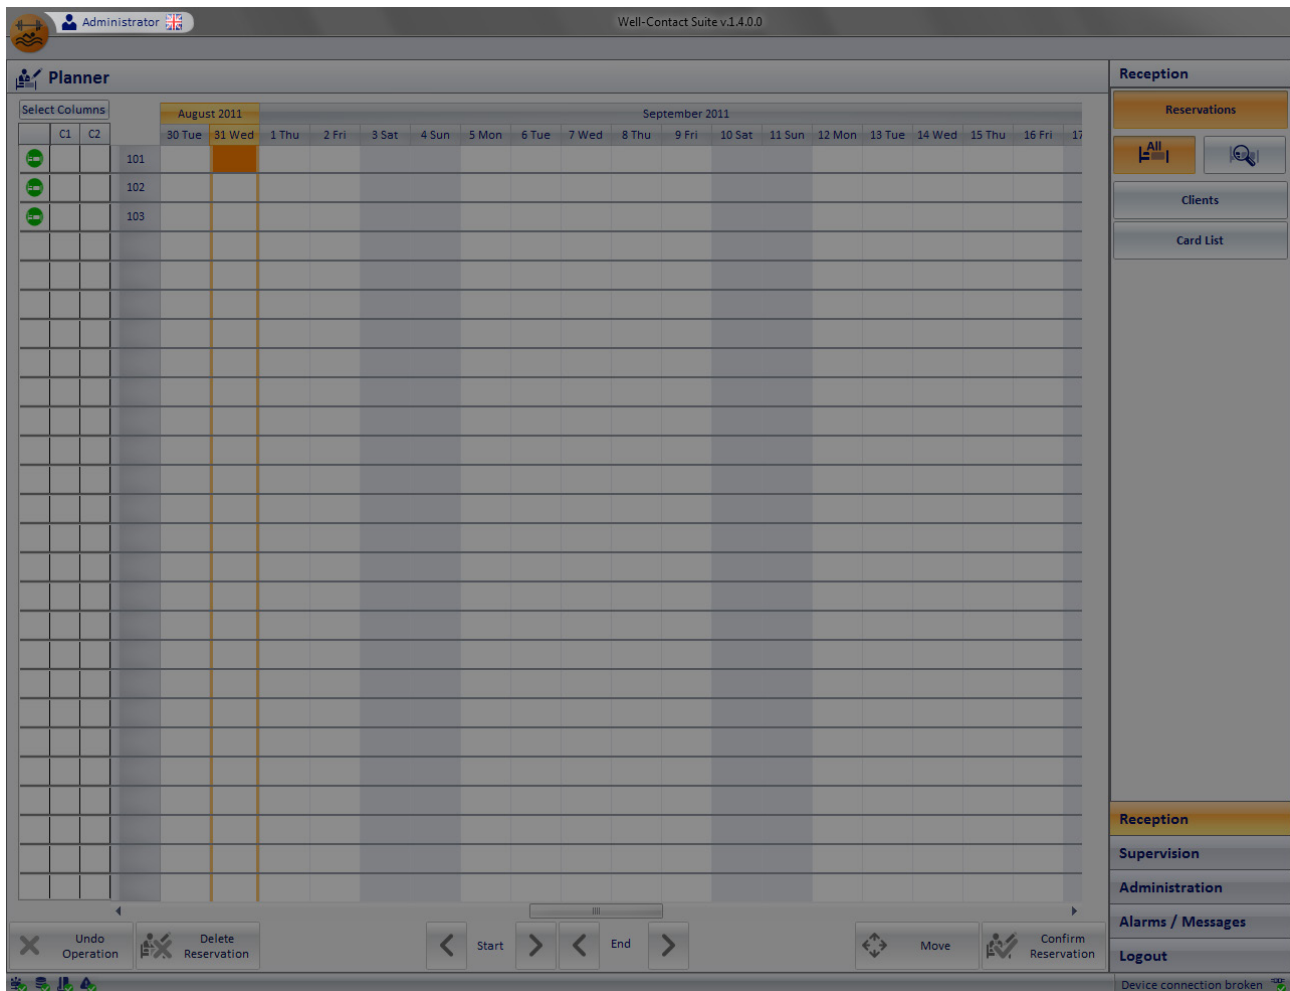 Administrator
Well-Contact Suite v.1.4.0.0
Planner
Reception
Select Columns
August 2011
September 2011
Reservations
C1 C2
30 Tue 31 Wed 1 Thu 2 Fri 3 Sat 4 Sun 5 Mon 6 Tue 7 Wed 8 Thu 9 Fri 10 Sat 11 Sun 12 Mon 13 Tue 14 Wed 15 Thu 16 Fri 17
All
101
102
103
Clients
Card List
Reception
Supervision
Administration
Alarms / Messages
Logout
Undo
Operation
Delete
Reservation
Start
End
Move
Confirm
Reservation
Device connection broken